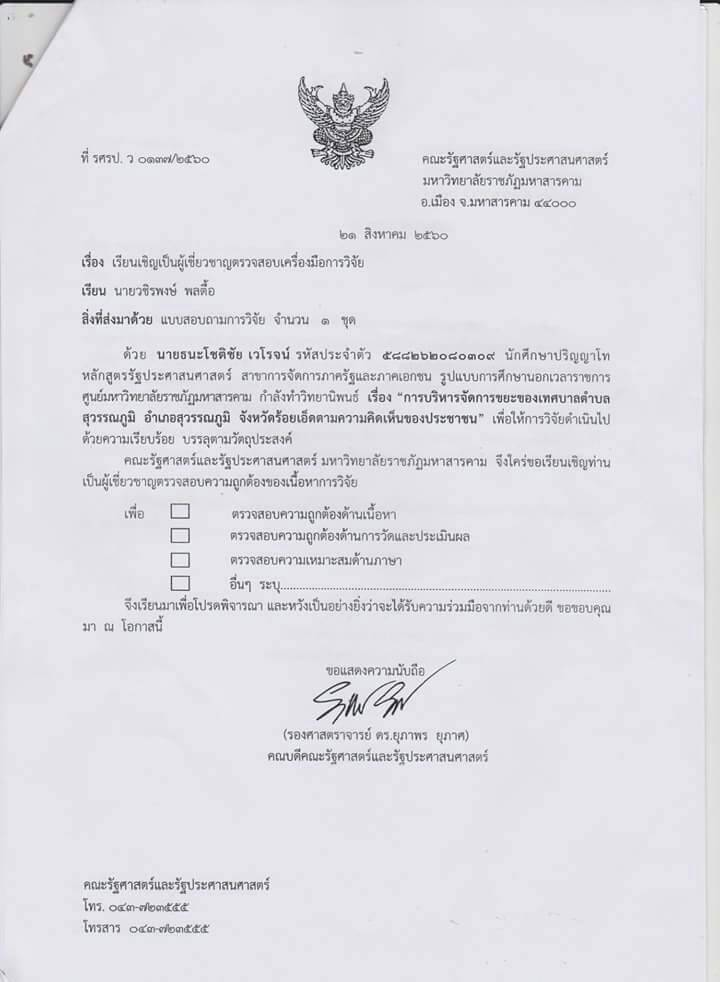 ที่ รศรป. ว ๐๑๓๗/๒๕๖๐
คณะรัฐศาสตร์และรัฐประศาสนศาสตร์
มหาวิทยาลัยราชภัฏมหาสารคาม
อ.เมือง จ.มหาสารคาม ๔๔๐๐๐
๒๑ สิงหาคม ๒๕๖๐
เรื่อง เรียนเชิญเป็นผู้เชี่ยวชาญตรวจสอบเครื่องมือการวิจัย
เรียน นายวชิรพงษ์ พลตื้อ
สิ่งที่ส่งมาด้วย แบบสอบถามการวิจัย จำนวน ๑ ชุด
ด้วย นายธนะโชติชัย เวโรจน์ รหัสประจำตัว ๕๘๘๒๖๒๐๘๐๓๐๙ นักศึกษาปริญญาโท
หลักสูตรรัฐประศาสนศาสตร์ สาขาการจัดการภาครัฐและภาคเอกชน รูปแบบการศึกษานอกเวลาราชการ
ศูนย์มหาวิทยาลัยราชภัฏมหาสารคาม กำลังทำวิทยานิพนธ์ เรื่อง "การบริหารจัดการขยะของเทศบาลตำบล
สุวรรณภูมิ อำเภอสุวรรณภูมิ จังหวัดร้อยเอ็ดตามความคิดเห็นของประชาชน" เพื่อให้การวิจัยดำเนินไป
ด้วยความเรียบร้อย บรรลุตามวัตถุประสงค์
คณะรัฐศาสตร์และรัฐประศาสนศาสตร์ มหาวิทยาลัยราชภัฏมหาสารคาม จึงใคร่ขอเรียนเชิญท่าน
เป็นผู้เชี่ยวชาญตรวจสอบความถูกต้องของเนื้อหาการวิจัย
เพื่อ ตรวจสอบความถูกต้องด้านเนื้อหา
ตรวจสอบความถูกต้องด้านการวัดและประเมินผล
ตรวจสอบความเหมาะสมด้านภาษา
อื่นๆ ระบุ....................................................................................
จึงเรียนมาเพื่อโปรดพิจารณา และหวังเป็นอย่างยิ่งว่าจะได้รับความร่วมมือจากท่านด้วยดี ขอขอบคุณ
มา ณ โอกาสนี้
ขอแสดงความนับถือ
(รองศาสตราจารย์ ดร.ยุภาพร ยุภาศ)
คณบดีคณะรัฐศาสตร์และรัฐประศาสนศาสตร์
คณะรัฐศาสตร์และรัฐประศาสนศาสตร์
โทร. ๐๔๓-๗๒๓๕๕๕
โทรสาร ๐๔๓-๗๒๓๕๕๕